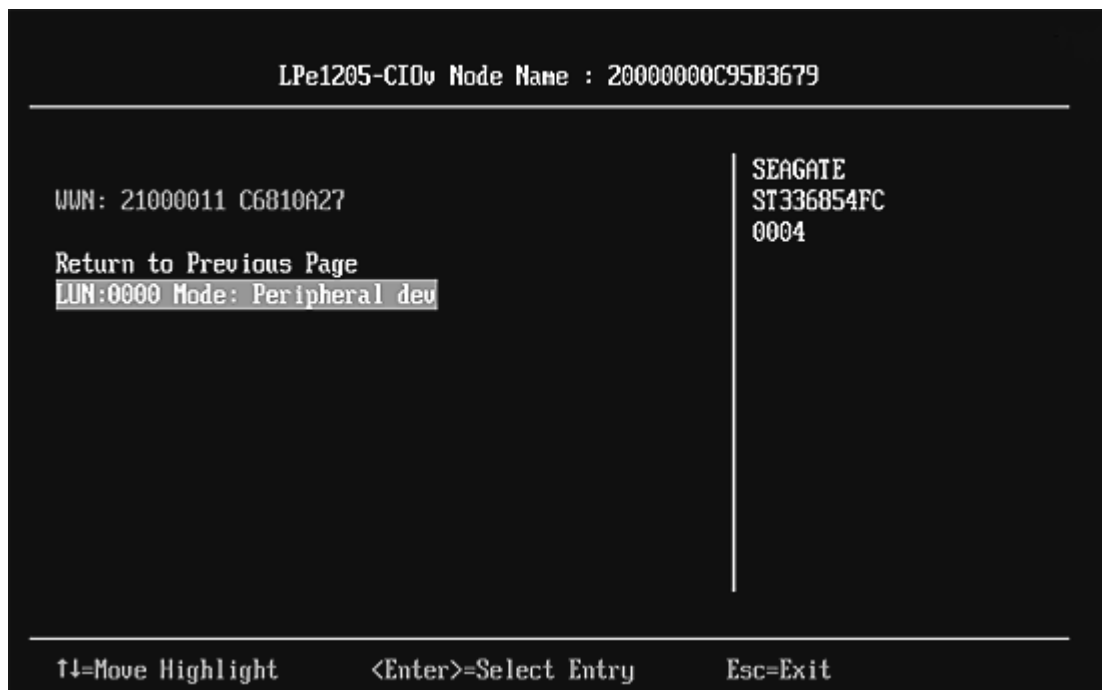 LPe1205-CIOv Node Name : 20000000C95B3679
WWN: 21000011 C6810A27
Return to Previous Page
LUN:0000 Mode: Peripheral dev
SEAGATE
ST336854FC
0004
↑↓=Move Highlight <Enter>=Select Entry Esc=Exit